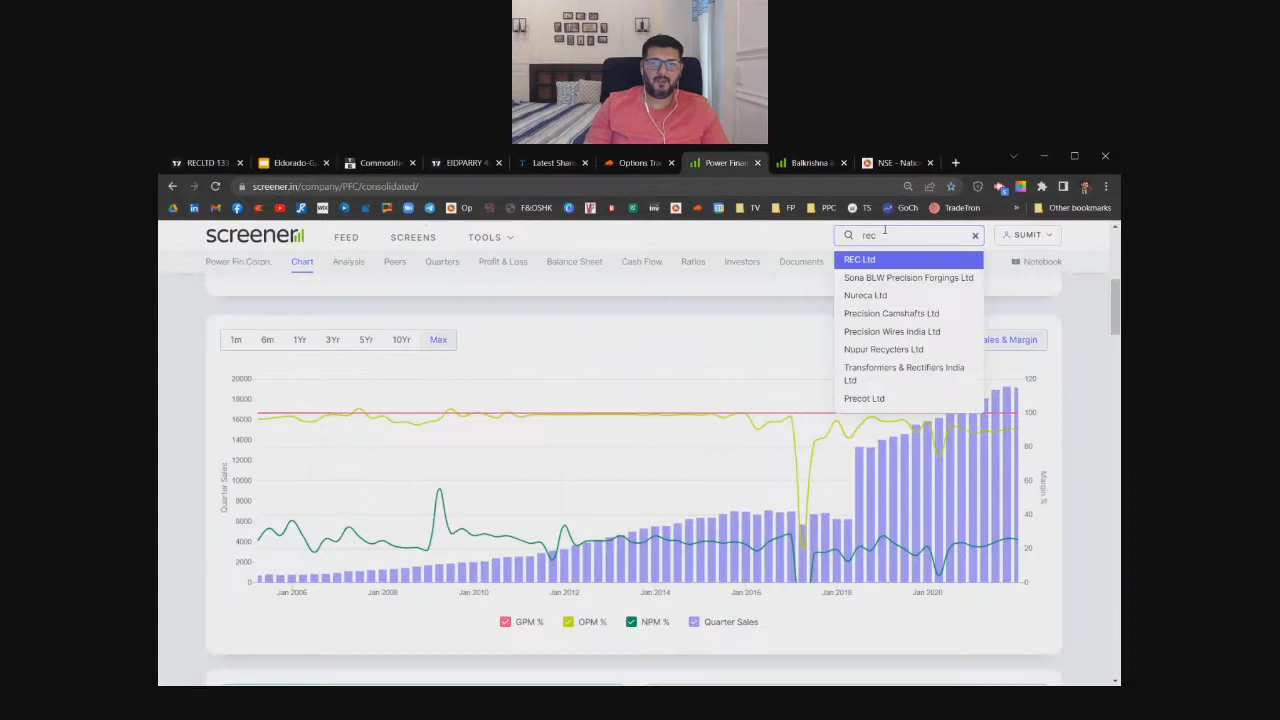 RECLTD 133
Eldorado-G
Commoditie
EIDPARRY 4
Latest Share
Options Tra
Power Finan
Balkrishna I
NSE - Natio
screener.in/company/PFC/consolidated/
Op
F&OSHK
TV
FP
PPC
TS
GoCh
TradeTron
Other bookmarks
screener
FEED
SCREENS
TOOLS
rec
SUMIT
Power Fin.Corpn.
Chart
Analysis
Peers
Quarters
Profit & Loss
Balance Sheet
Cash Flow
Ratios
Investors
Documents
Notebook
REC Ltd
Sona BLW Precision Forgings Ltd
Nureca Ltd
Precision Camshafts Ltd
Precision Wires India Ltd
Nupur Recyclers Ltd
Transformers & Rectifiers India
Ltd
Precot Ltd
1m 6m 1Yr 3Yr 5Yr 10Yr Max
ales & Margin
20000
18000
16000
14000
12000
10000
8000
6000
4000
2000
0
Quarter Sales
120
100
80
60
40
20
0
Margin %
Jan 2006 Jan 2008 Jan 2010 Jan 2012 Jan 2014 Jan 2016 Jan 2018 Jan 2020
GPM % OPM % NPM % Quarter Sales